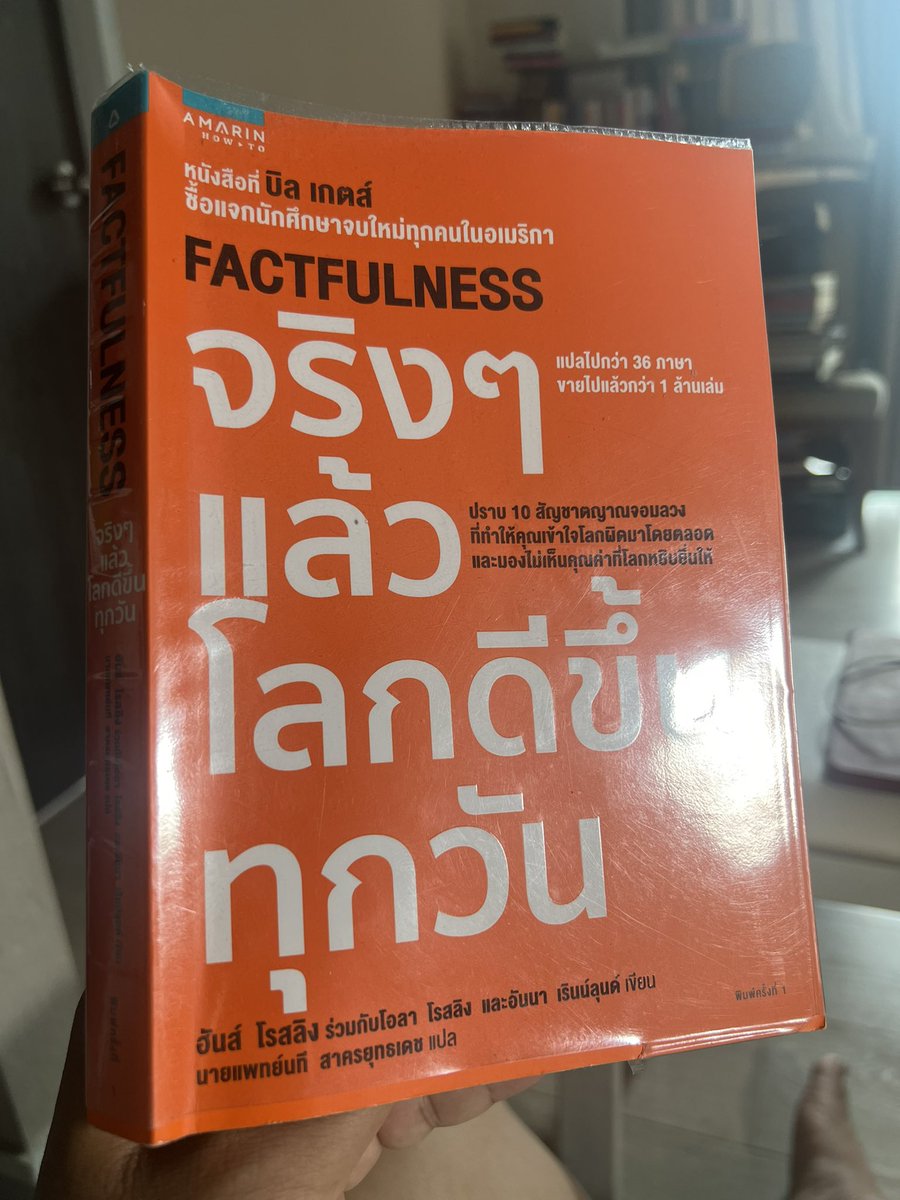 AMARIN
HOW TO
หนังสือที่ บิล เกตส์
ซื้อแจกนักศึกษาจบใหม่ทุกคนในอเมริกา
FACTFULNESS
จริงๆ
แปลไปกว่า 36 ภาษา
ขายไปแล้วกว่า 1 ล้านเล่ม
แล้ว
ปราบ 10 สัญชาตญาณจอมลวง
ที่ทำให้คุณเข้าใจโลกผิดมาโดยตลอด
และมองไม่เห็นคุณค่าที่โลกหยิบยื่นให้
โลกดีขึ้น
ทุกวัน
ฮันส์ โรสลิง ร่วมกับโอลา โรสลิง และอันนา เรินน์ลุนด์ เขียน
นายแพทย์นที สาครยุทธเดช แปล
พิมพ์ครั้งที่ 1
FACTFULNESS
จริงๆ
แล้ว
โลกดีขึ้น
ทุกวัน